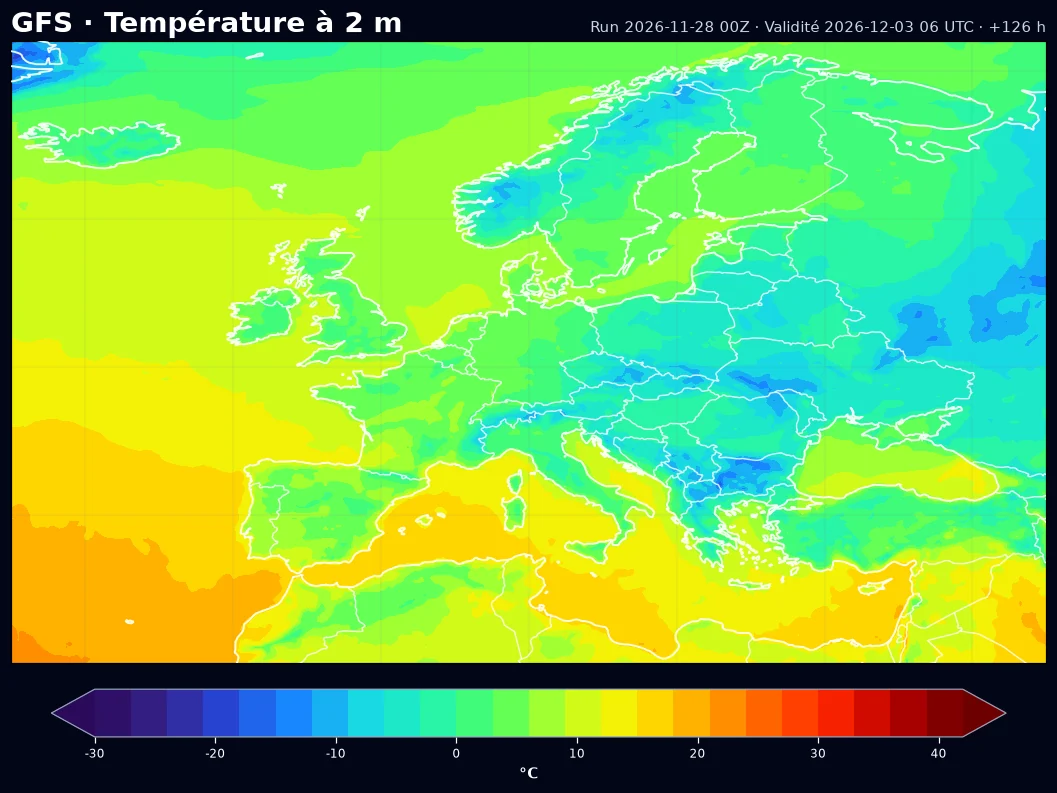 GFS · Température à 2 m
Run 2026-11-28 00Z · Validité 2026-12-03 06 UTC · +126 h
-30 -20 -10 0 10 20 30 40
°C